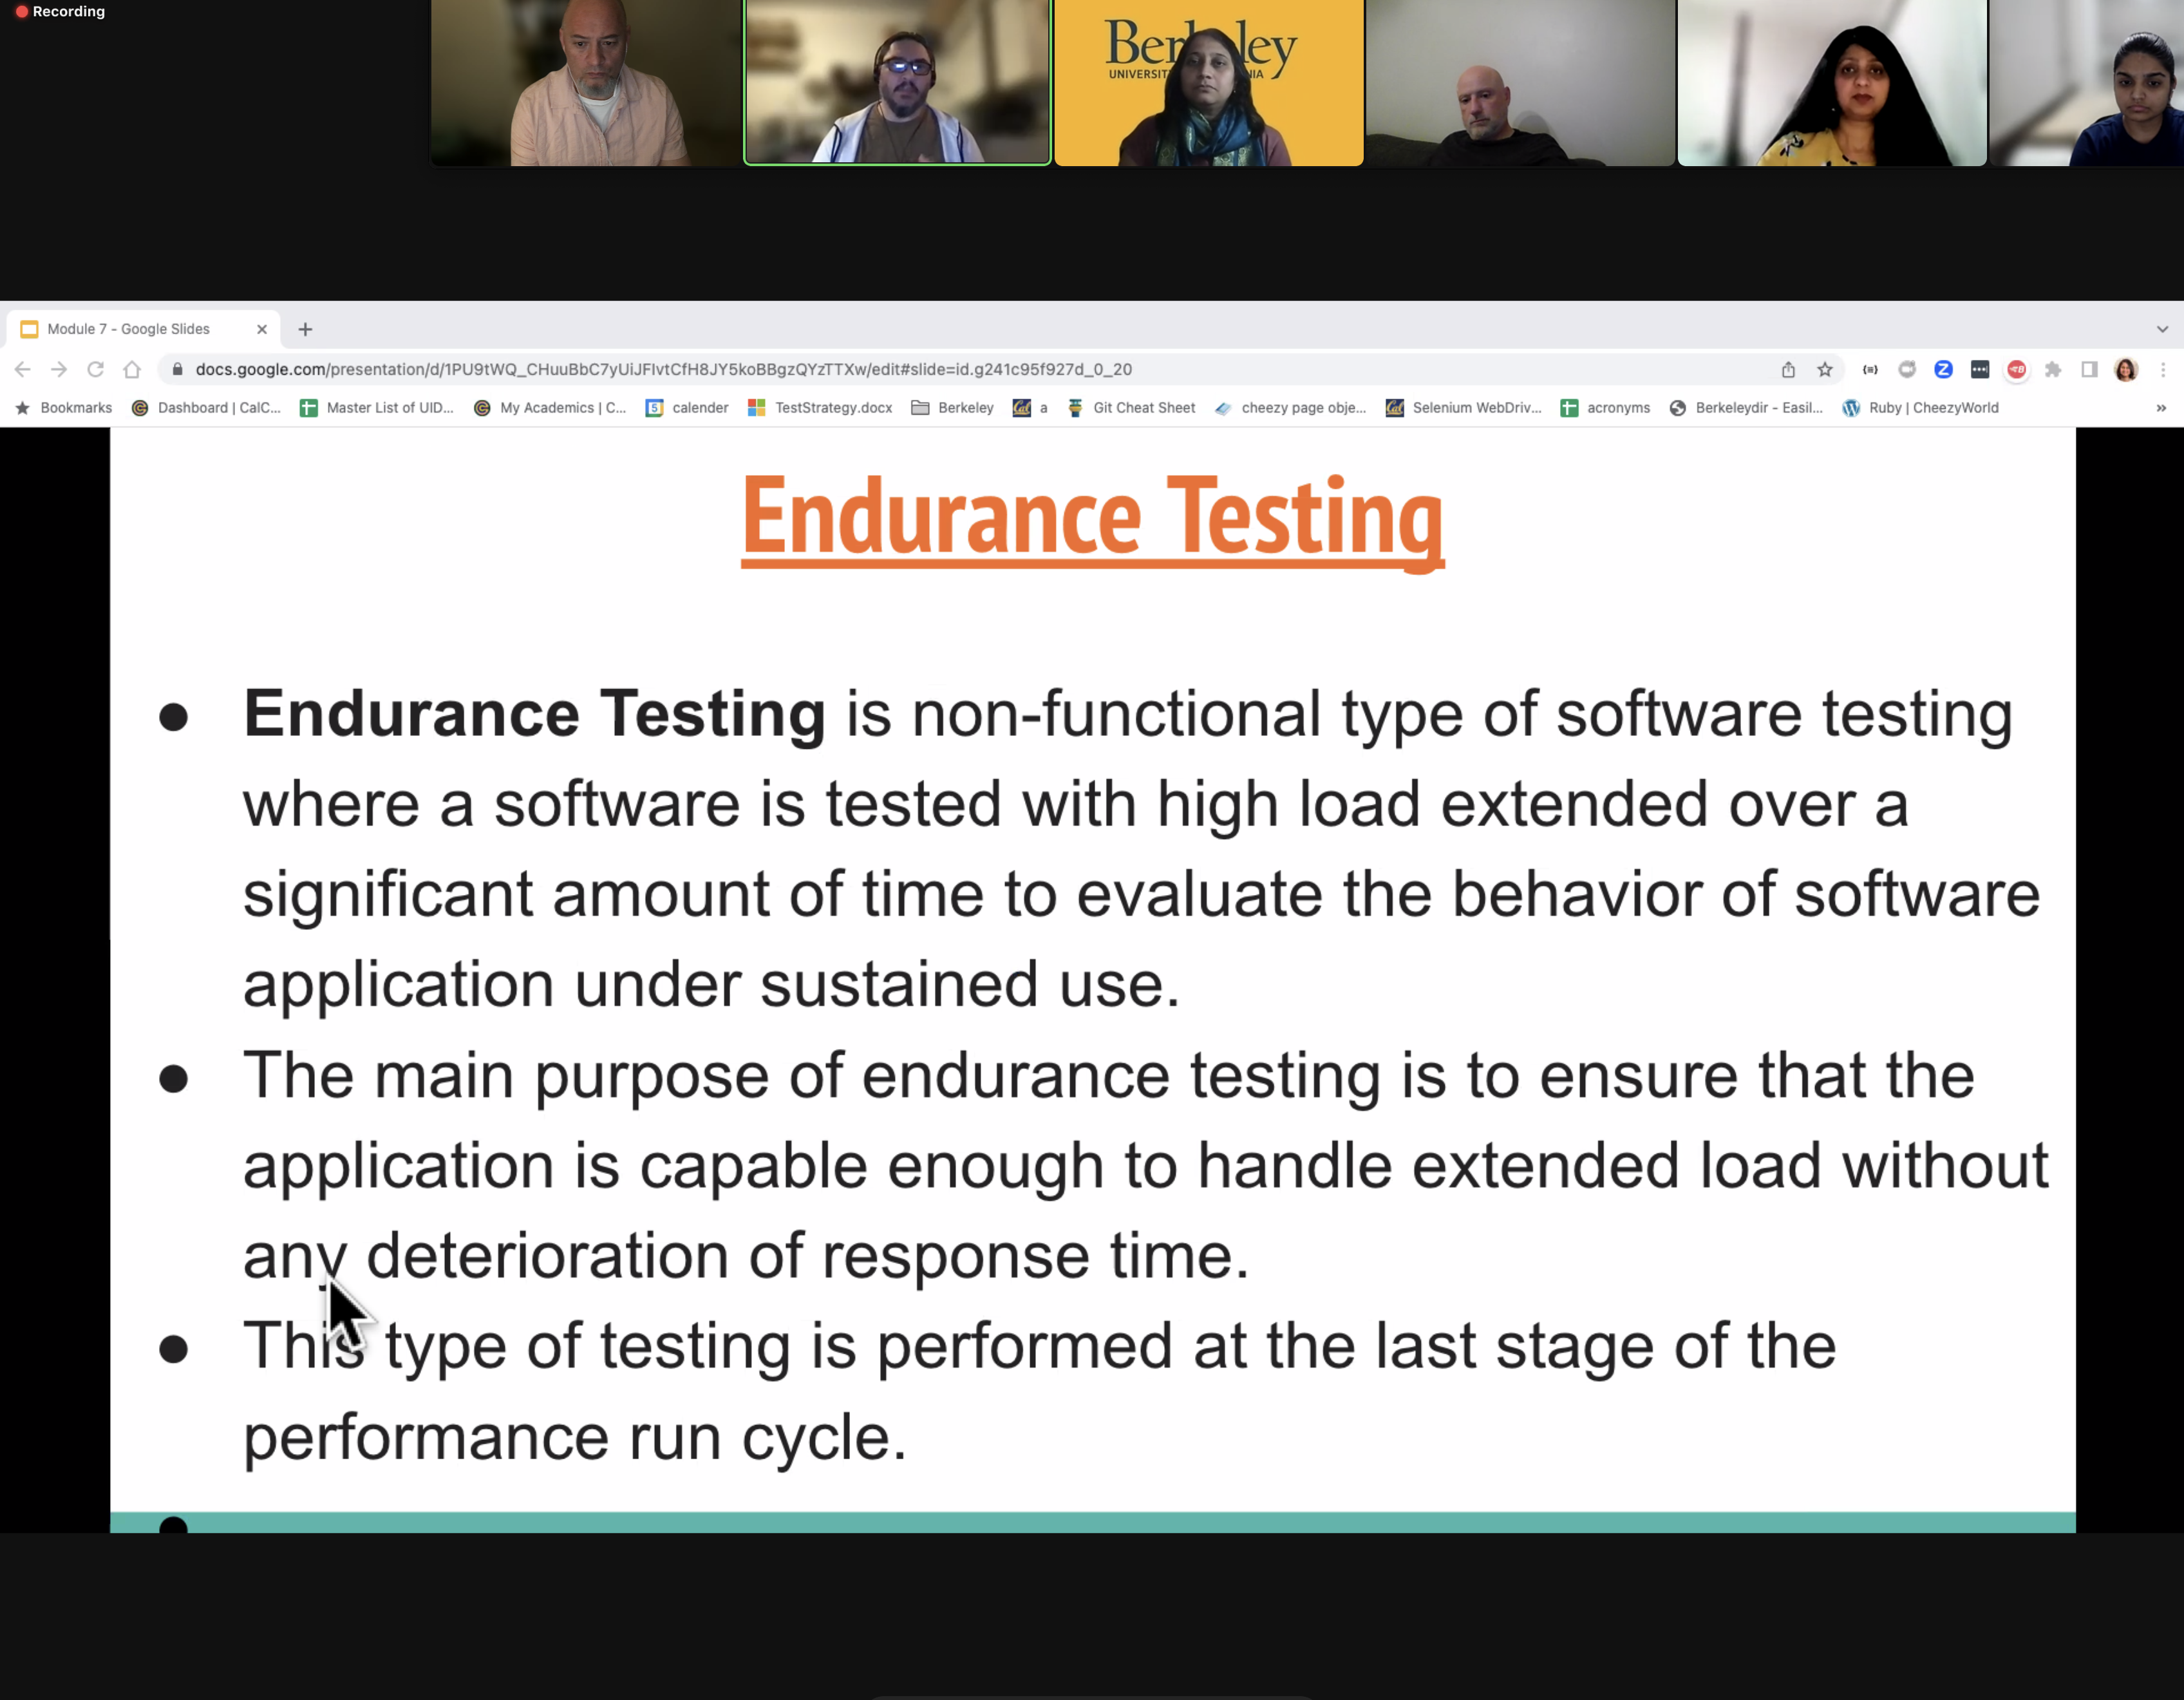 Recording
Berkeley
UNIVERSIT NIA
Module 7 - Google Slides
docs.google.com/presentation/d/1PU9tWQ_CHuuBbC7yUiJFIvtCfH8JY5koBBgzQYzTTXw/edit#slide=id.g241c95f927d_0_20
Bookmarks Dashboard | CalC... Master List of UID... My Academics | C... 5 calender TestStrategy.docx Berkeley Cal a Git Cheat Sheet cheezy page obje... Cal Selenium WebDriv... acronyms Berkeleydir - Easil... Ruby | CheezyWorld »
Endurance Testing
● Endurance Testing is non-functional type of software testing
where a software is tested with high load extended over a
significant amount of time to evaluate the behavior of software
application under sustained use.
● The main purpose of endurance testing is to ensure that the
application is capable enough to handle extended load without
any deterioration of response time.
● This type of testing is performed at the last stage of the
performance run cycle.